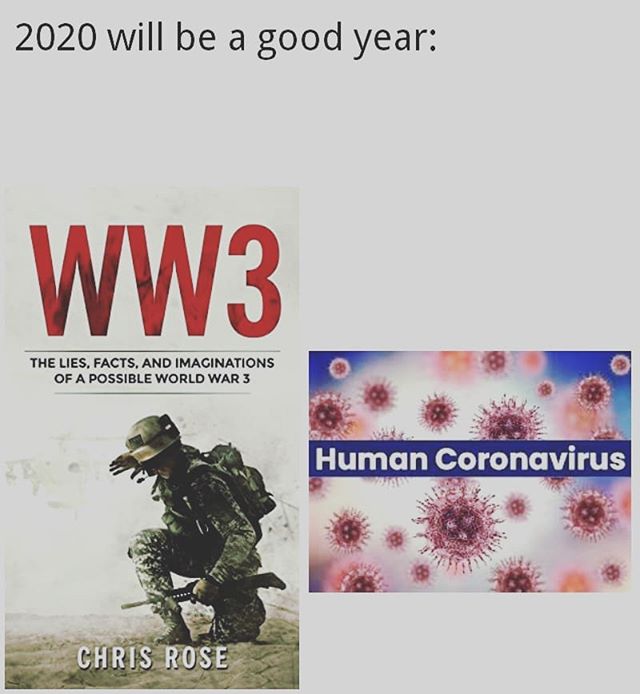 2020 will be a good year:
WW3
THE LIES, FACTS, AND IMAGINATIONS
OF A POSSIBLE WORLD WAR 3
CHRIS ROSE
Human Coronavirus